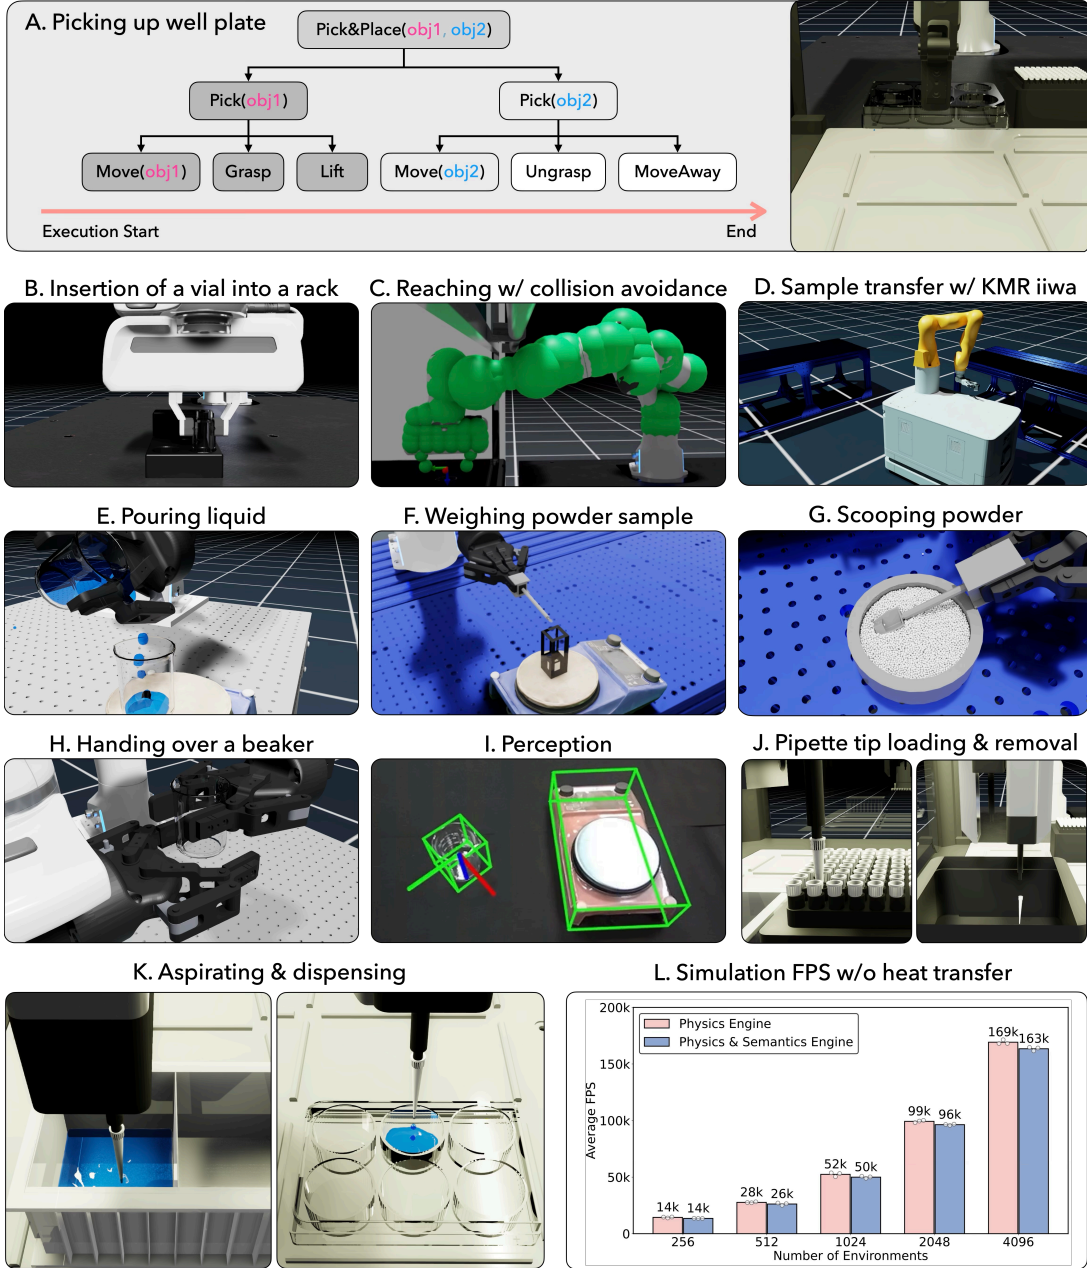 A. Picking up well plate
Pick&Place(obj1, obj2)
Pick(obj1)
Pick(obj2)
Move(obj1)
Grasp
Lift
Move(obj2)
Ungrasp
MoveAway
Execution Start
End
B. Insertion of a vial into a rack
C. Reaching w/ collision avoidance
D. Sample transfer w/ KMR iiwa
E. Pouring liquid
F. Weighing powder sample
G. Scooping powder
H. Handing over a beaker
I. Perception
J. Pipette tip loading & removal
K. Aspirating & dispensing
L. Simulation FPS w/o heat transfer
200k
150k
100k
50k
0
Average FPS
Physics Engine
Physics & Semantics Engine
14k
14k
28k
26k
52k
50k
99k
96k
169k
163k
256
512
1024
2048
4096
Number of Environments